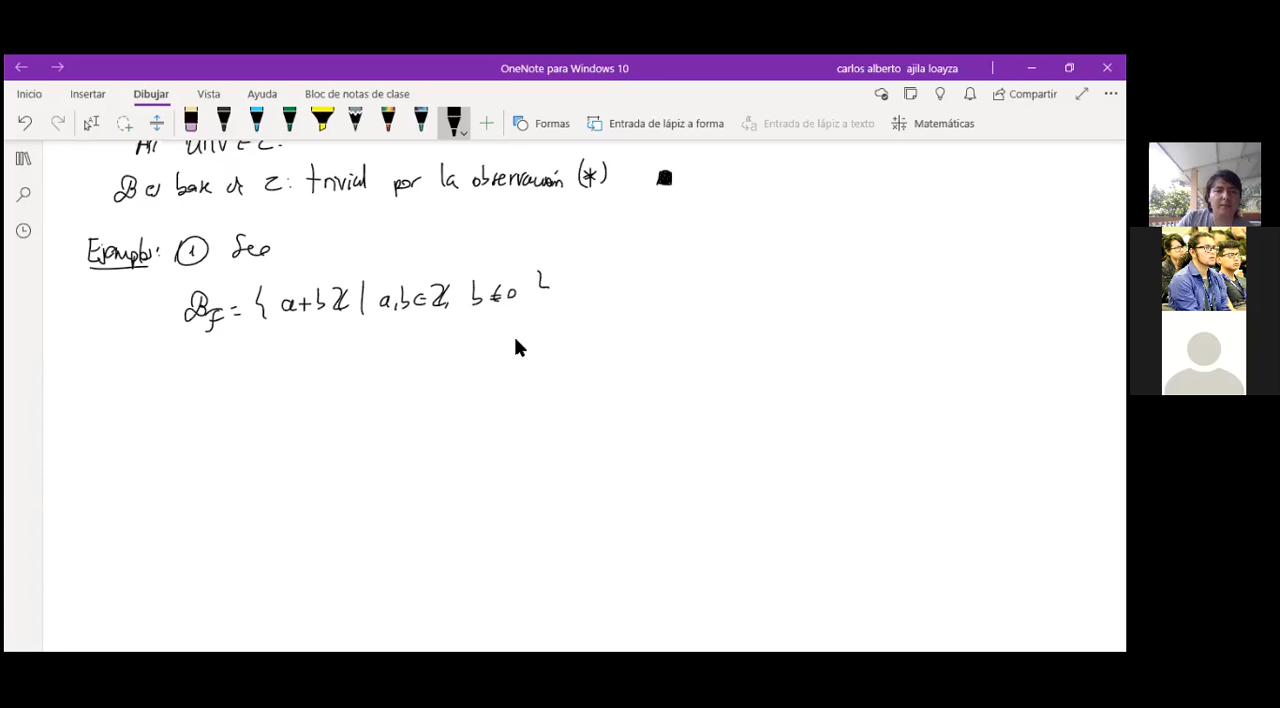 OneNote para Windows 10
carlos alberto ajila loayza
Inicio Insertar Dibujar Vista Ayuda Bloc de notas de clase
Compartir
Formas Entrada de lápiz a forma Entrada de lápiz a texto Matemáticas
B es base de τ: trivial por la observación (*)
Ejemplos: ① Sea
B_F = { a+bℤ | a,b∈ℤ, b≠0 }